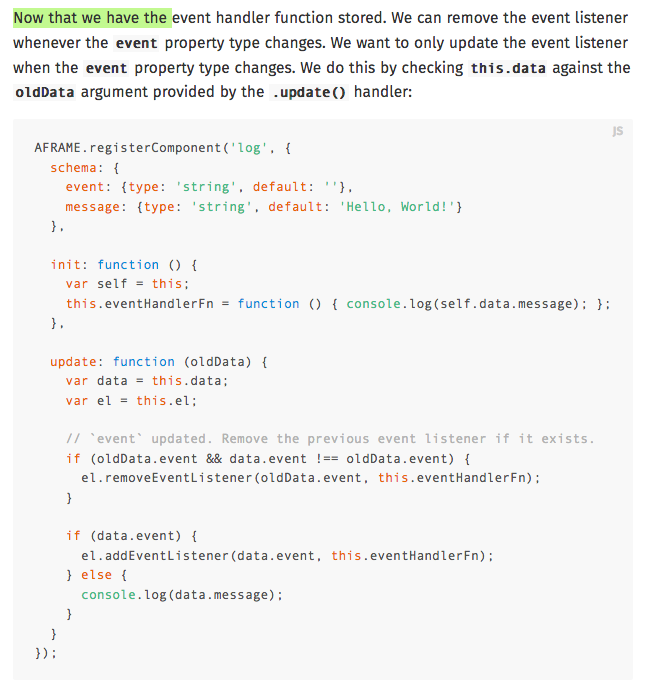 Now that we have the event handler function stored. We can remove the event listener
whenever the event property type changes. We want to only update the event listener
when the event property type changes. We do this by checking this.data against the
oldData argument provided by the .update() handler:
JS
AFRAME.registerComponent('log', {
  schema: {
    event: {type: 'string', default: ''},
    message: {type: 'string', default: 'Hello, World!'}
  },

  init: function () {
    var self = this;
    this.eventHandlerFn = function () { console.log(self.data.message); };
  },

  update: function (oldData) {
    var data = this.data;
    var el = this.el;

    // `event` updated. Remove the previous event listener if it exists.
    if (oldData.event && data.event !== oldData.event) {
      el.removeEventListener(oldData.event, this.eventHandlerFn);
    }

    if (data.event) {
      el.addEventListener(data.event, this.eventHandlerFn);
    } else {
      console.log(data.message);
    }
  }
});